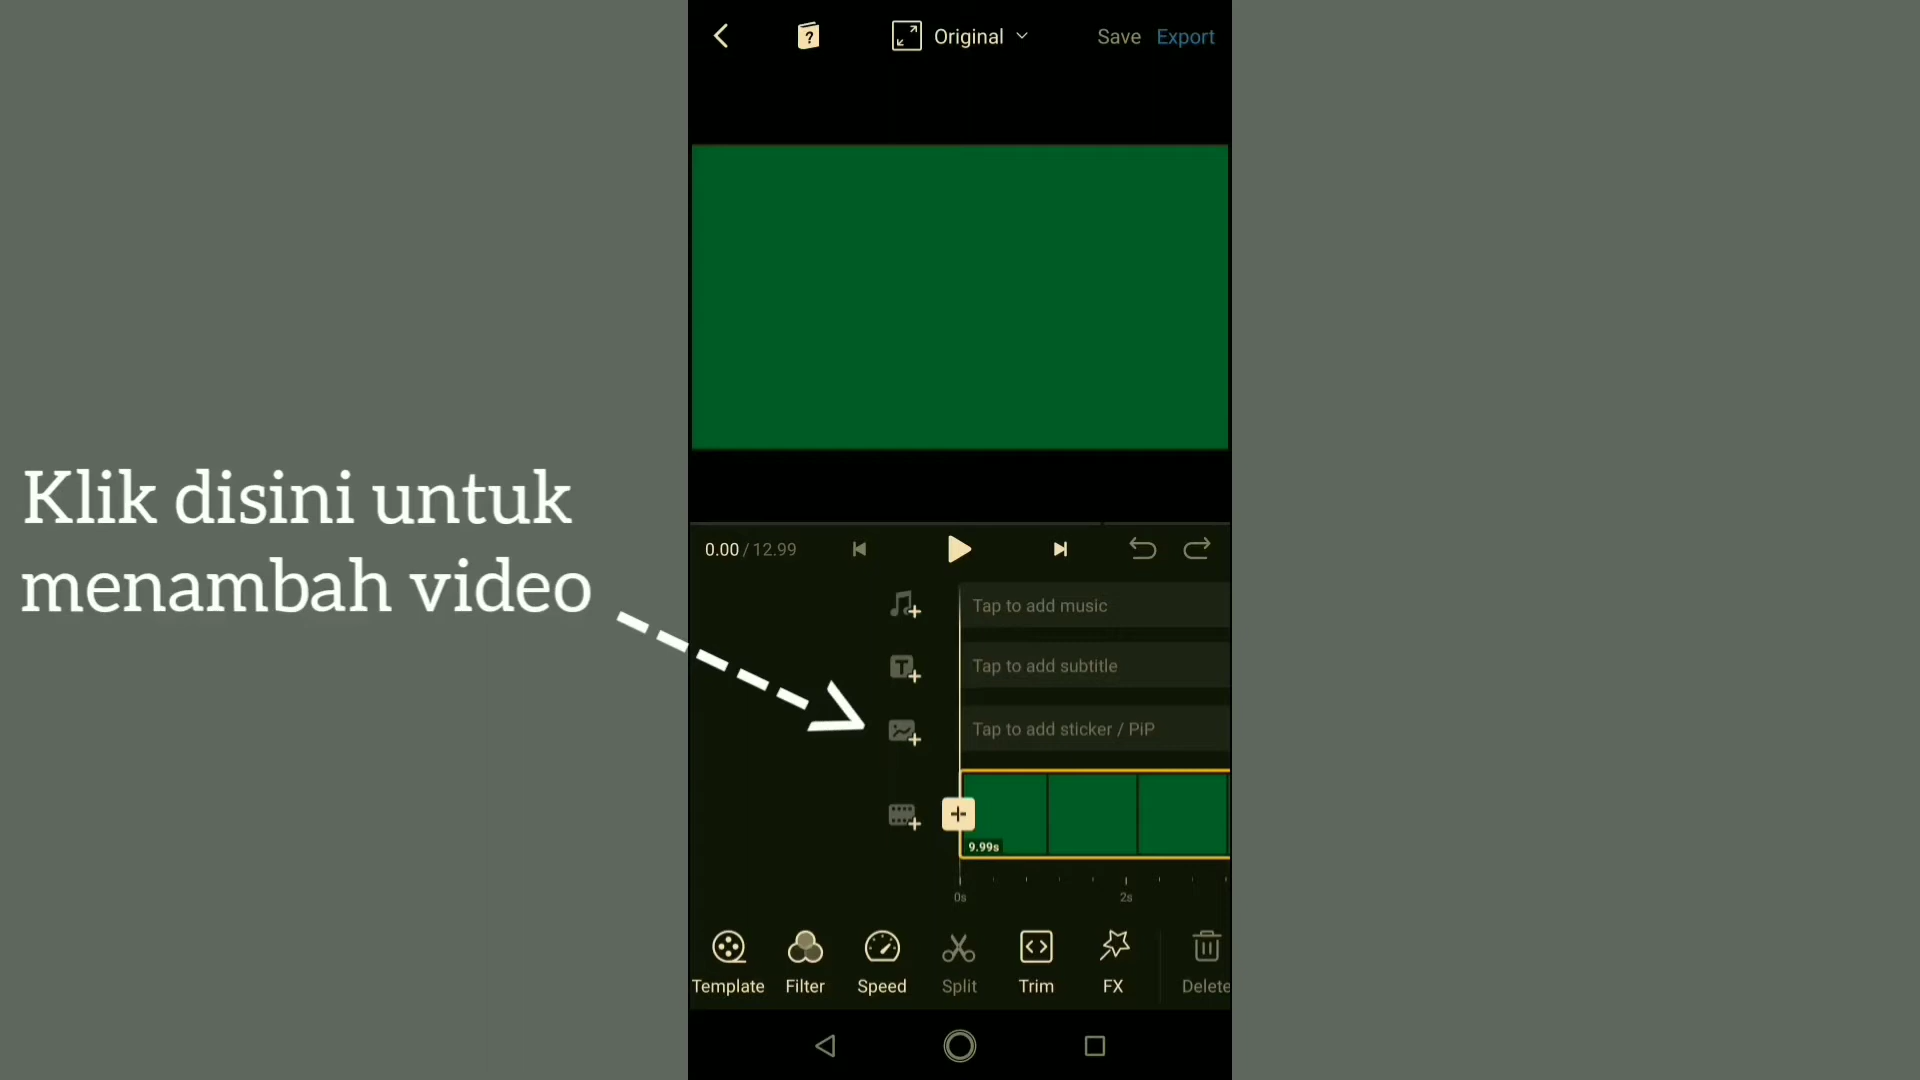 ? Original Save Export
Klik disini untuk
menambah video
0.00 / 12.99
Tap to add music
T Tap to add subtitle
Tap to add sticker / PiP
9.99s
0s 2s
Template Filter Speed Split Trim FX Delete